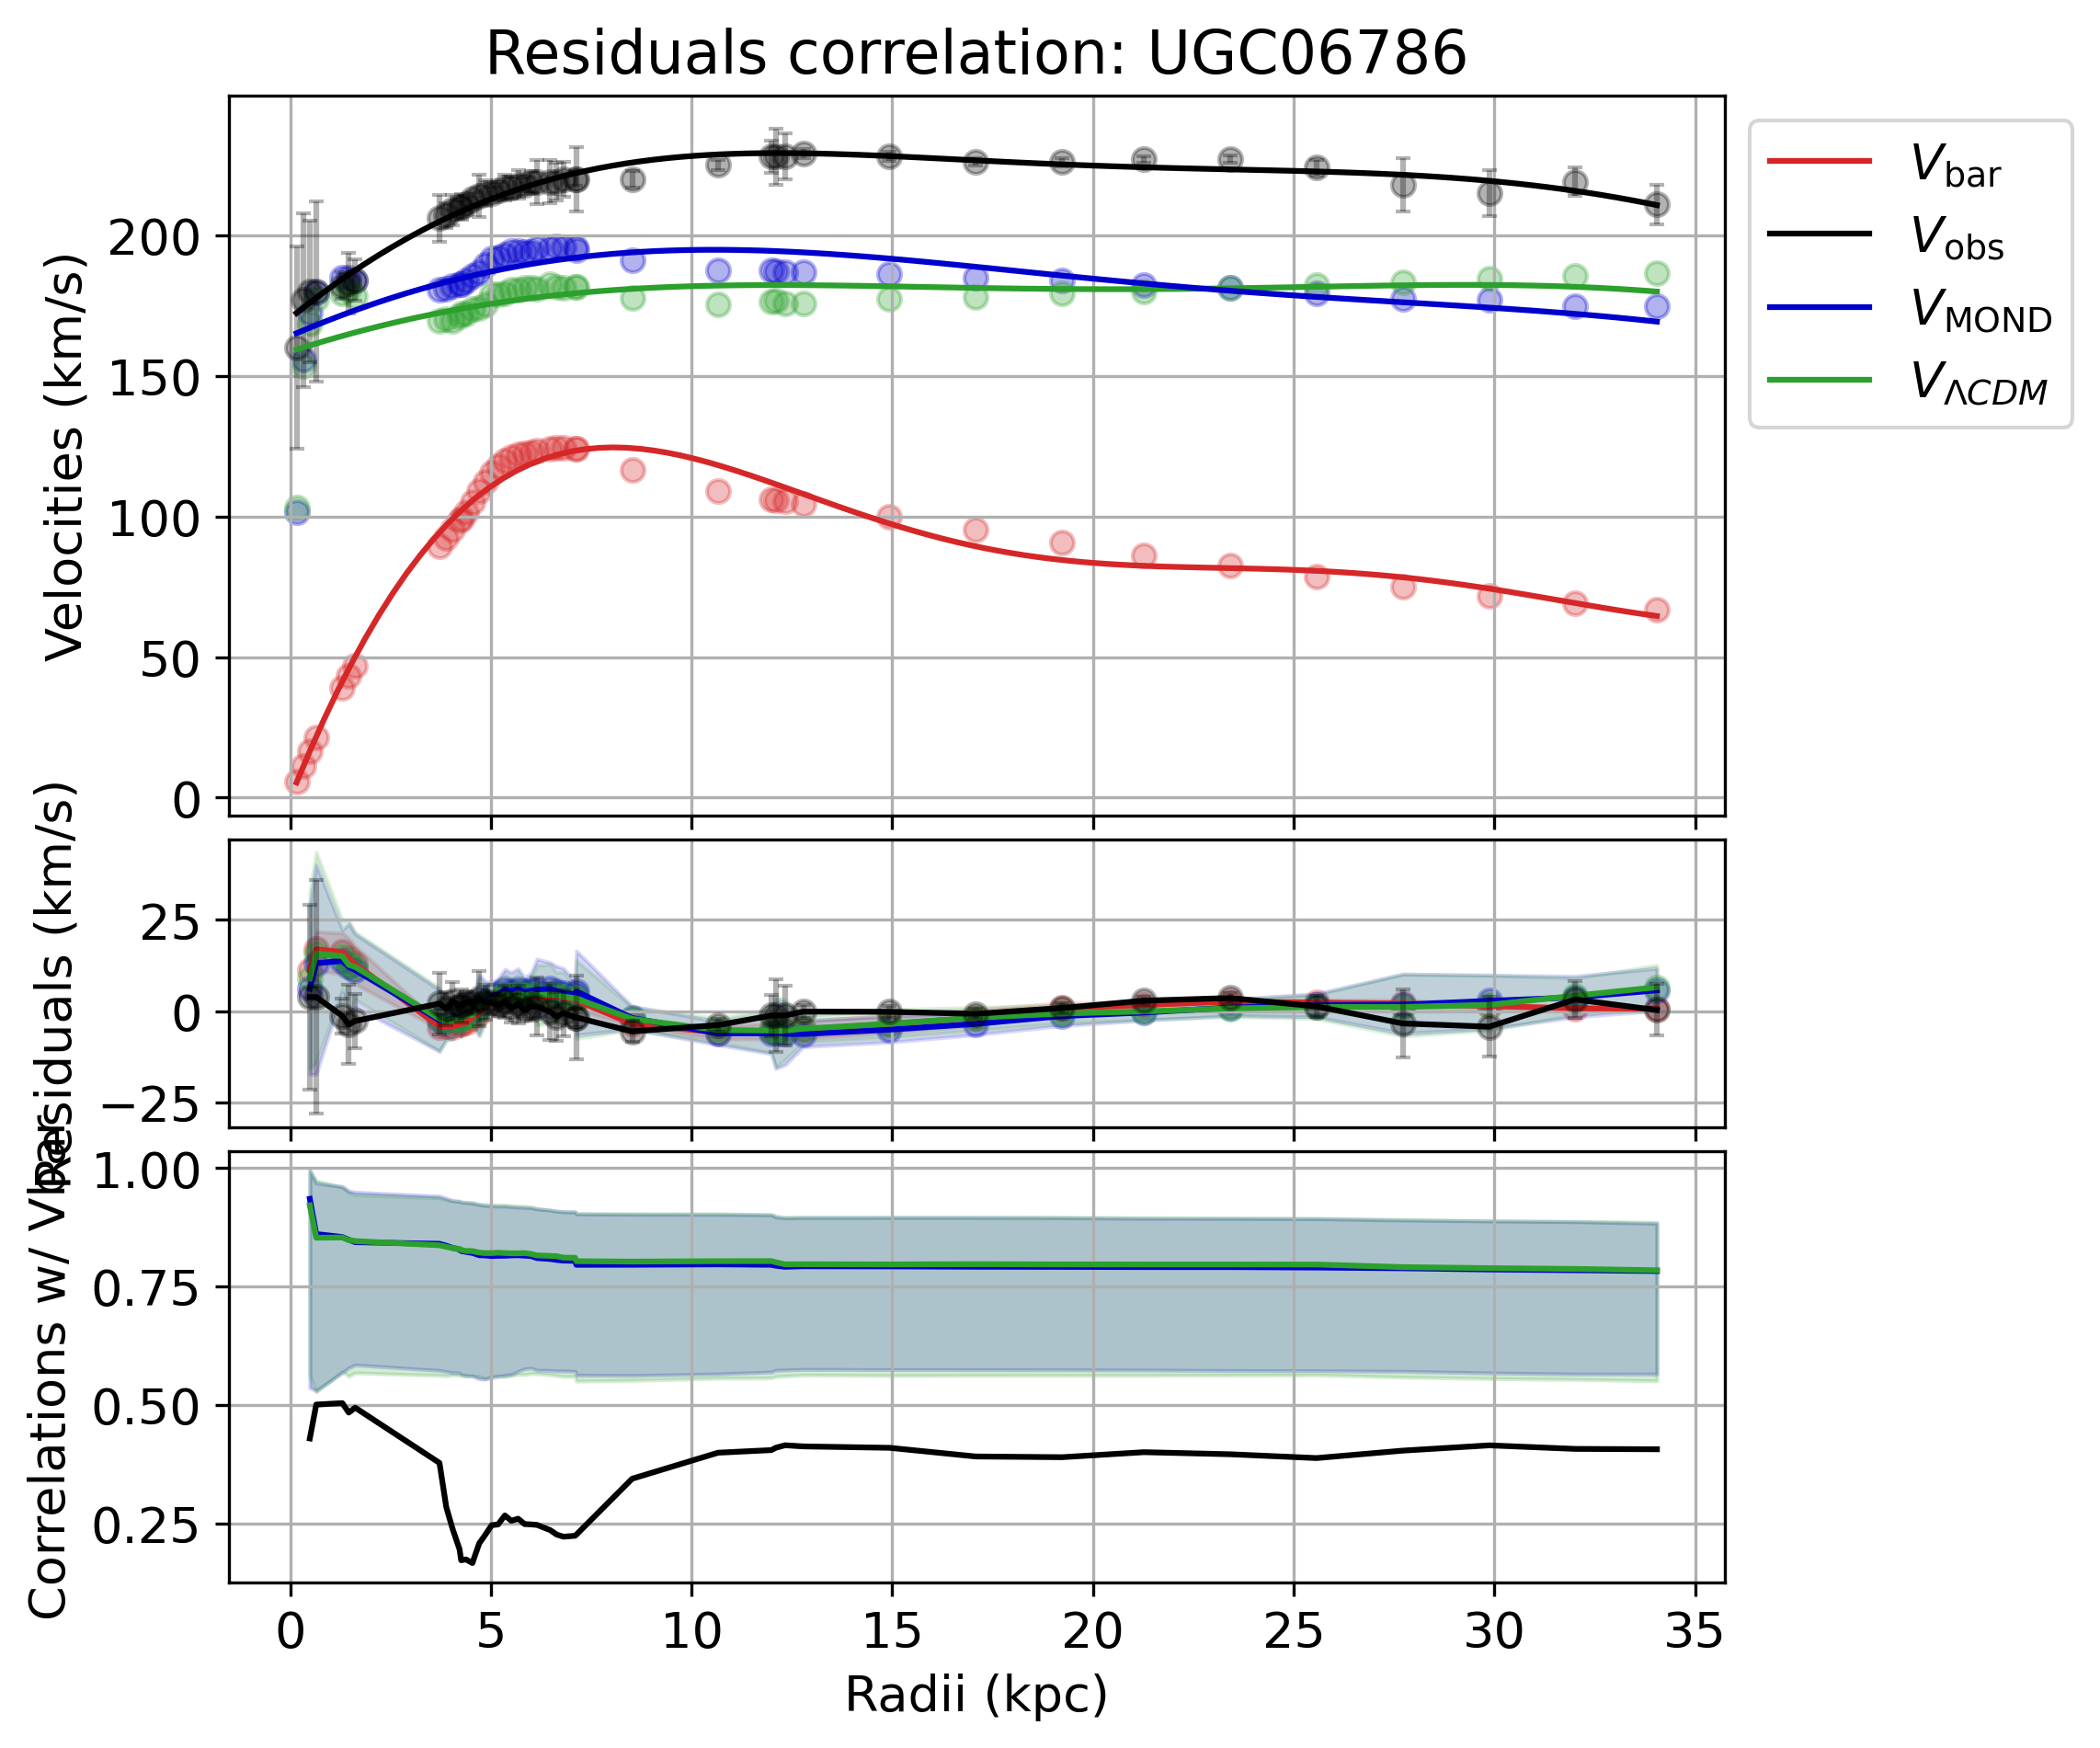 Residuals correlation: UGC06786
Velocities (km/s)
200
150
100
50
0
V_bar
V_obs
V_MOND
V_ΛCDM
Residuals (km/s)
25
0
−25
Correlations w/ Vbar
1.00
0.75
0.50
0.25
0 5 10 15 20 25 30 35
Radii (kpc)